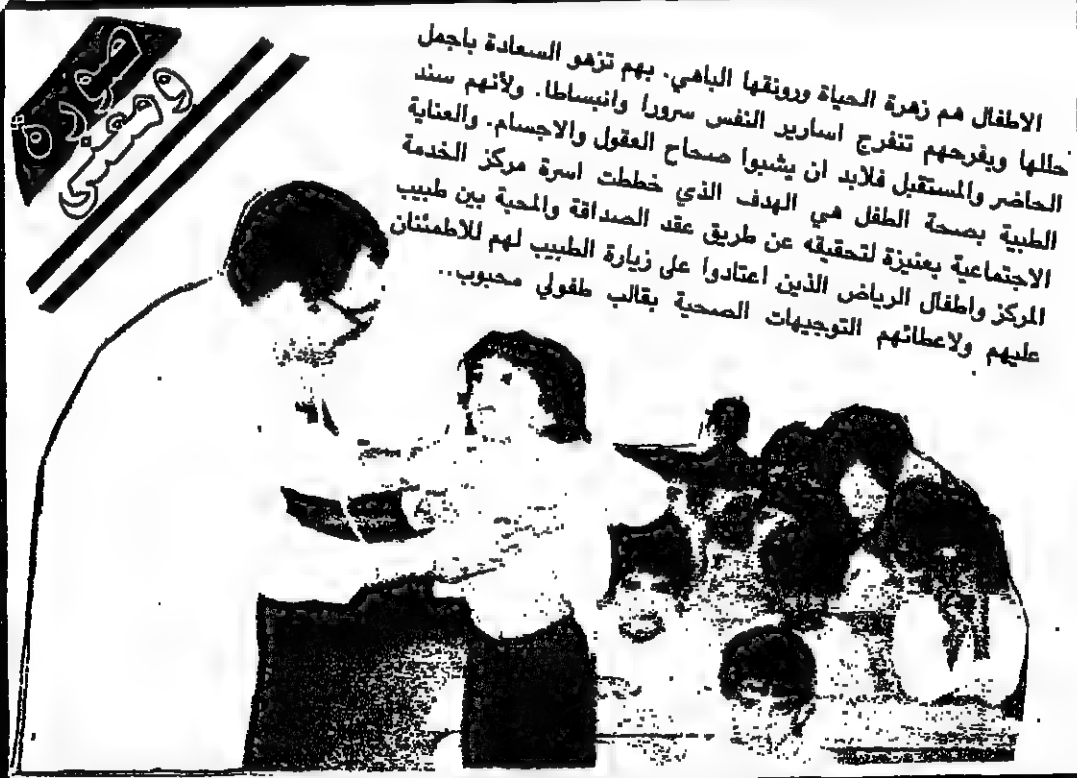 صورة
ومعنى
الاطفال هم زهرة الحياة ورونقها الباهي. بهم تزهو السعادة باجمل
حللها وبفرحهم تنفرج اسارير النفس سرورا وانبساطا. ولأنهم سند
الحاضر والمستقبل فلابد ان يشبوا صحاح العقول والاجسام. والعناية
الطبية بصحة الطفل هي الهدف الذي خططت اسرة مركز الخدمة
الاجتماعية بعنيزة لتحقيقه عن طريق عقد الصداقة والمحبة بين طبيب
المركز واطفال الرياض الذين اعتادوا على زيارة الطبيب لهم للاطمئنان
عليهم ولاعطائهم التوجيهات الصحية بقالب طفولي محبوب..